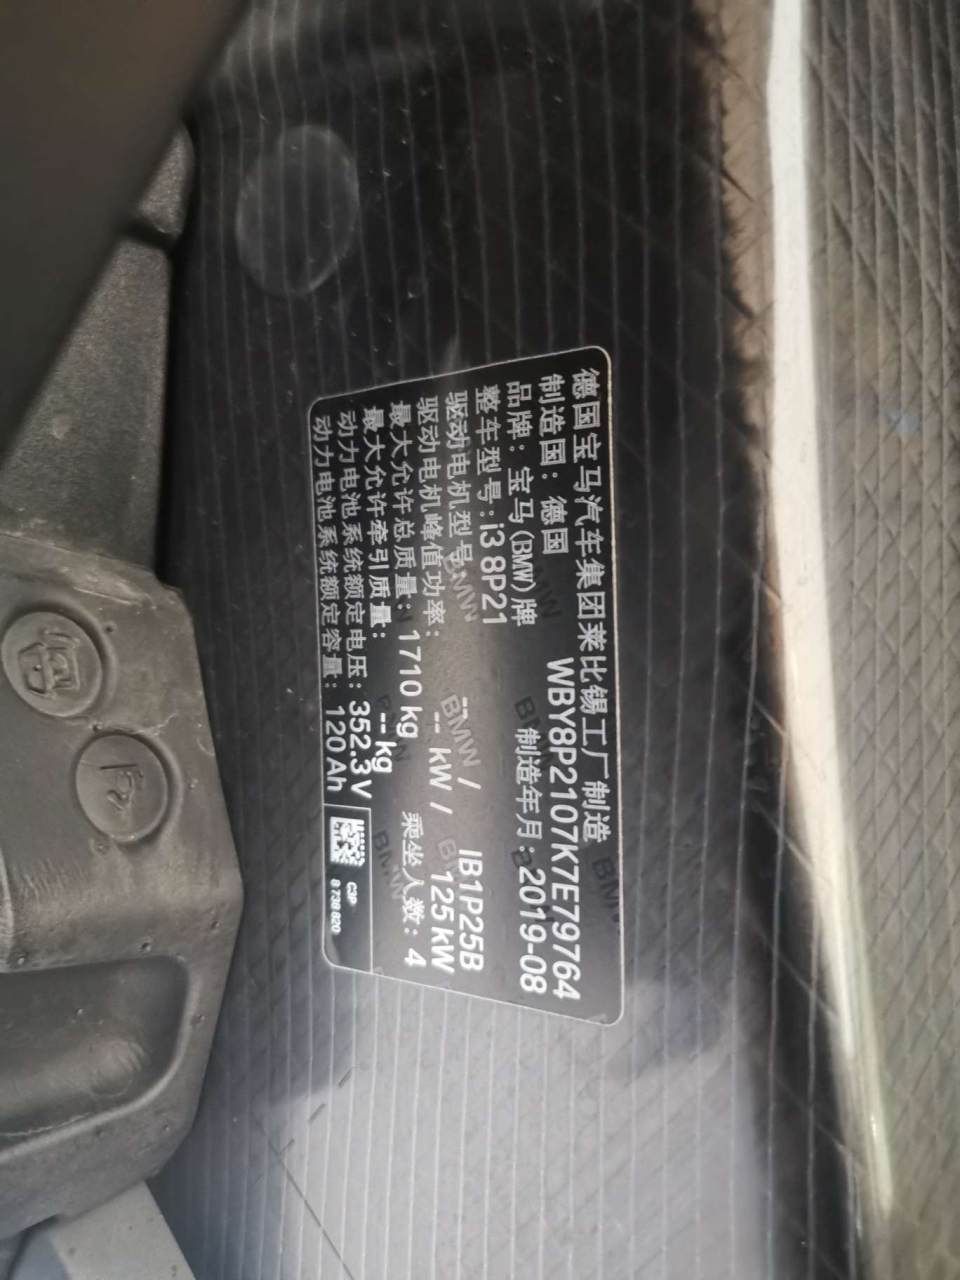 德国宝马汽车集团莱比锡工厂制造
制造国：德国 WBY8P2107K7E79764
品牌：宝马(BMW)牌 制造年月：2019-08
整车型号：i3 8P21
驱动电机型号： -- / IB1P25B
驱动电机峰值功率： -- kW / 125 kW
最大允许总质量：1710 kg 乘坐人数：4
最大允许牵引质量： -- kg
动力电池系统额定电压：352.3 V
动力电池系统额定容量：120 Ah
C3P
8 738 820